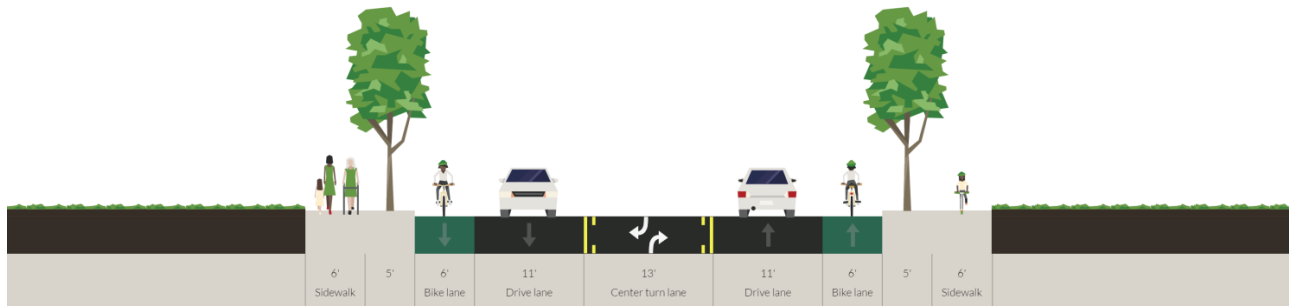 6' 5' 6' 11' 13' 11' 6' 5' 6'
Sidewalk Bike lane Drive lane Center turn lane Drive lane Bike lane Sidewalk